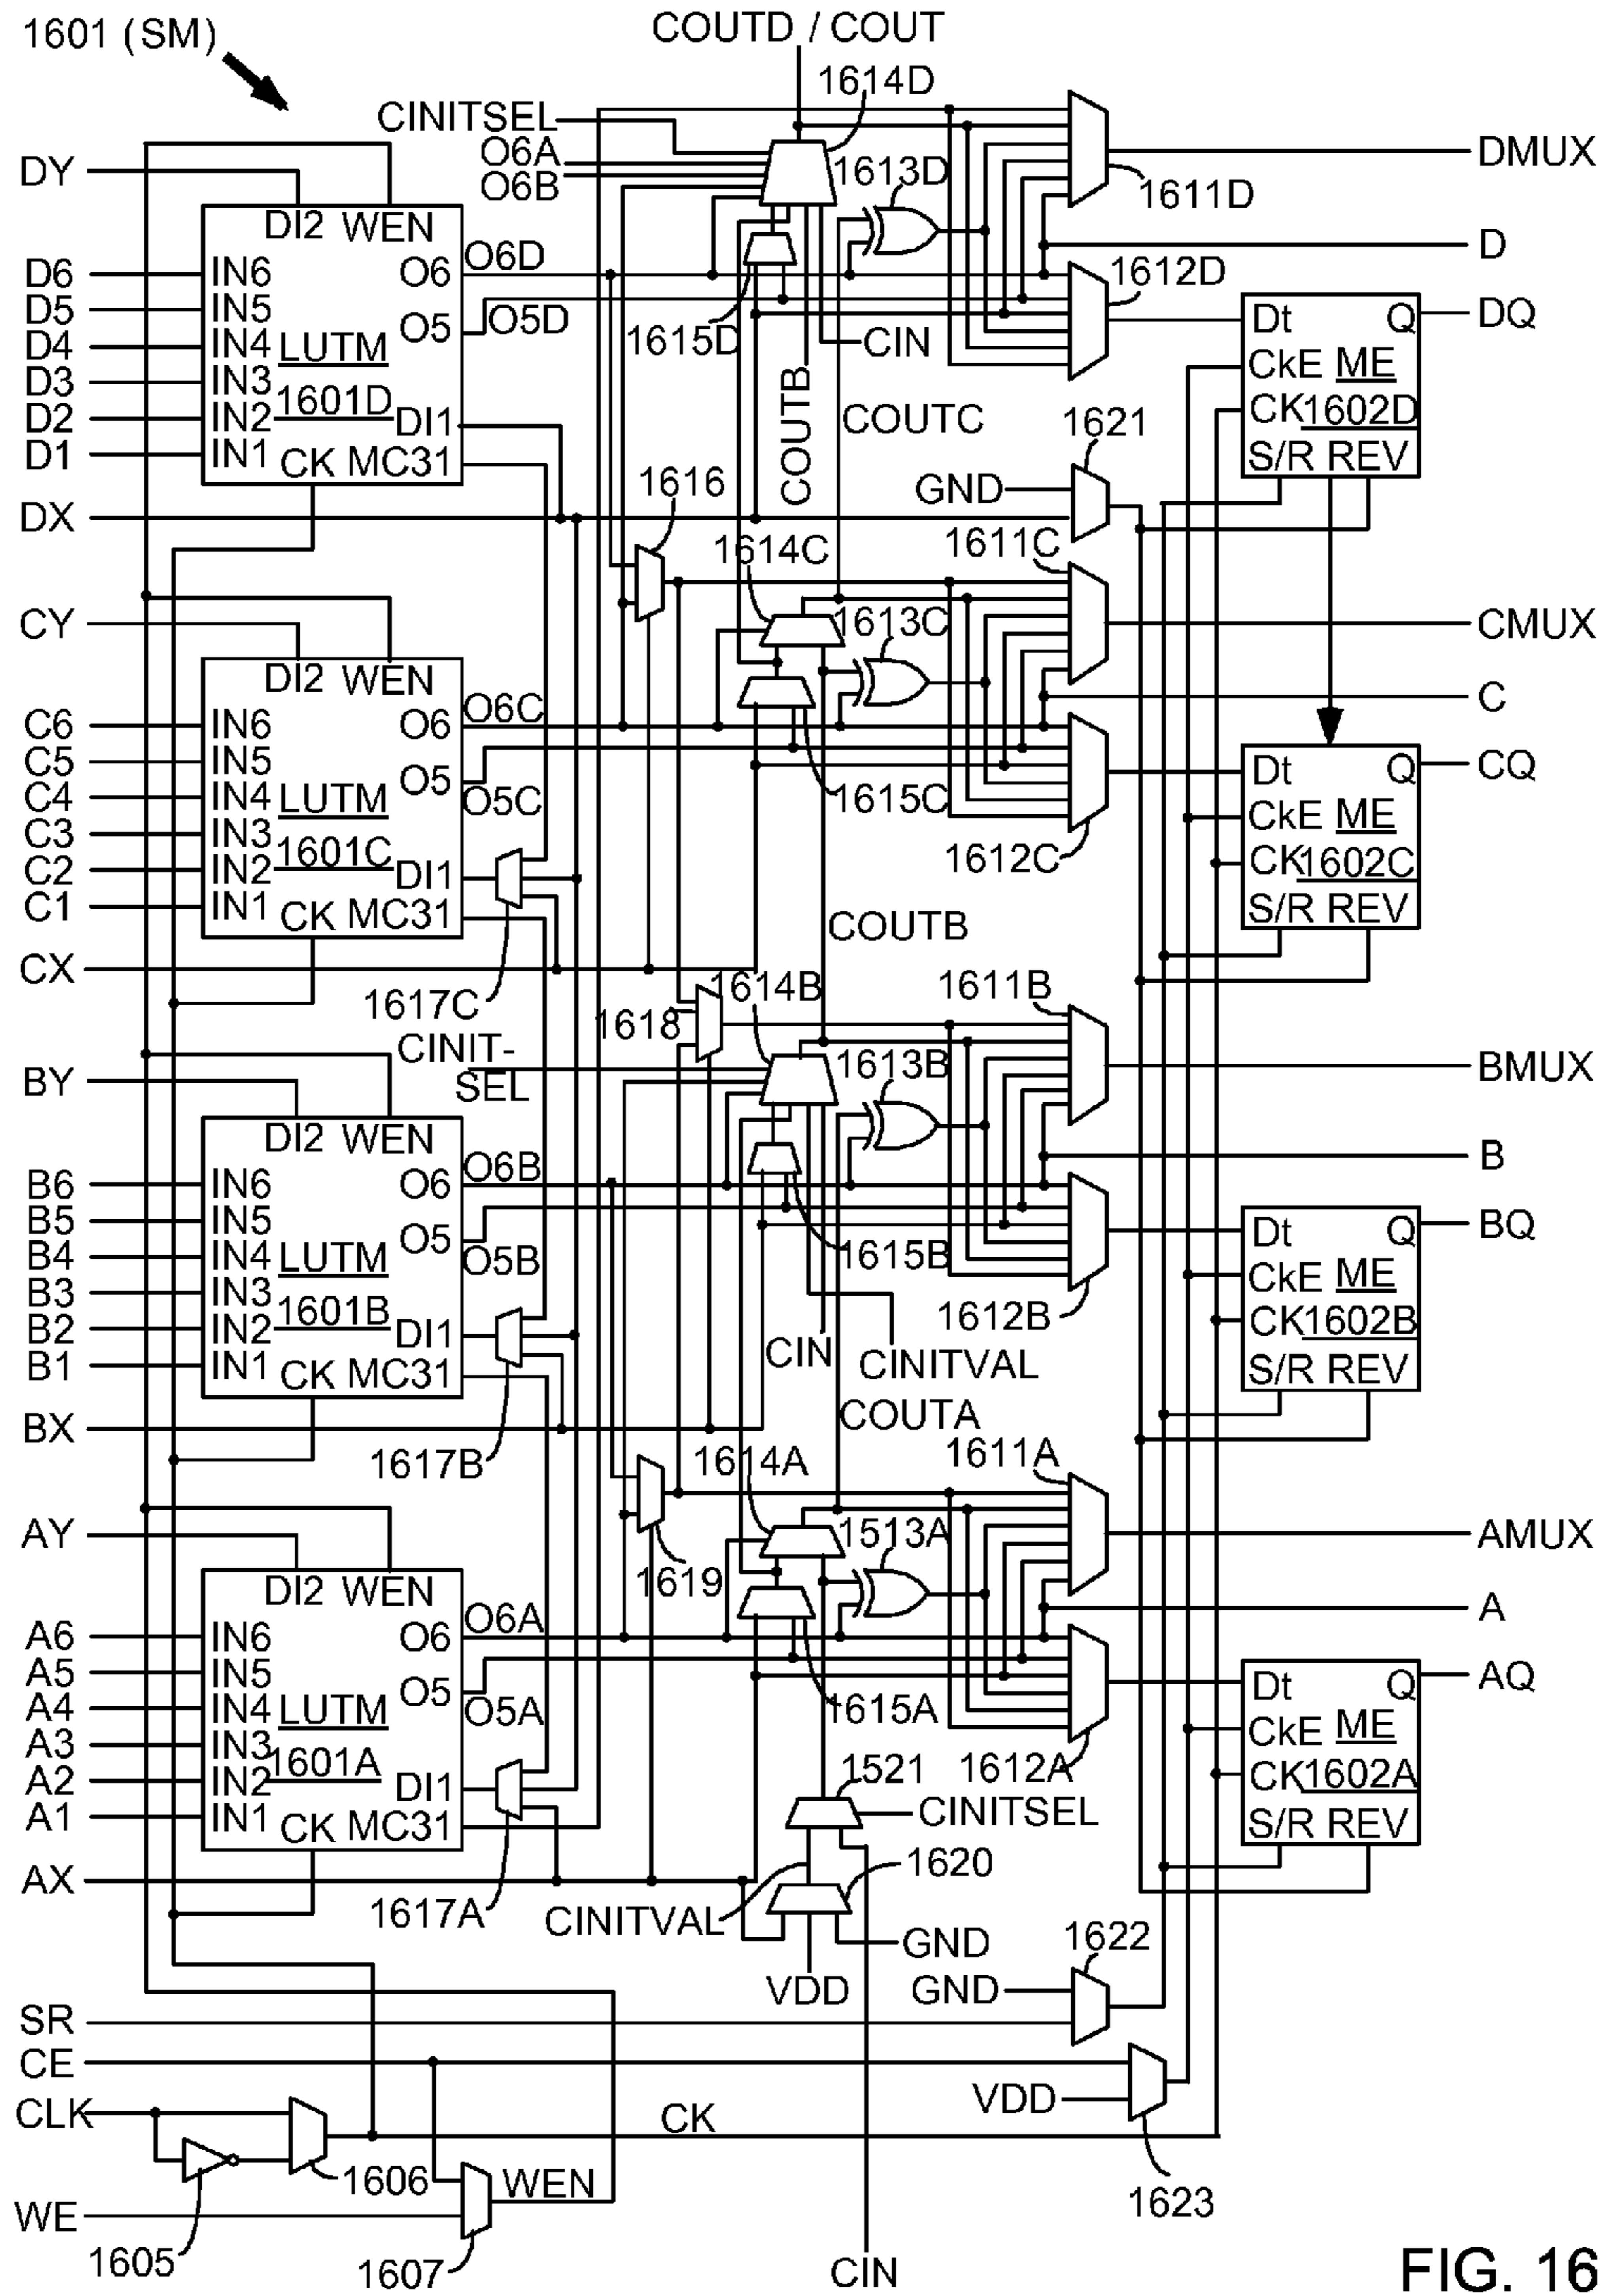 1601 (SM)
COUTD / COUT
1614D
CINITSEL
O6A
O6B
1613D
DMUX
1611D
DY
DI2 WEN
O6D
D
1612D
D6 IN6 O6
D5 IN5
D4 IN4 LUTM O5 O5D
D3 IN3
D2 IN2 1601D DI1
D1 IN1 CK MC31
1615D
CIN
COUTB
COUTC
Dt Q DQ
CkE ME
CK 1602D
S/R REV
1621
GND
DX
1616
1614C
1611C
CY
1613C
CMUX
DI2 WEN
O6C
C
C6 IN6 O6
C5 IN5
C4 IN4 LUTM O5 O5C
C3 IN3
C2 IN2 1601C DI1
C1 IN1 CK MC31
1615C
1612C
Dt Q CQ
CkE ME
CK 1602C
S/R REV
COUTB
CX
1617C
1614B
1611B
1618
CINIT-
SEL
1613B
BMUX
BY
DI2 WEN
O6B
B
B6 IN6 O6
B5 IN5
B4 IN4 LUTM O5 O5B
B3 IN3
B2 IN2 1601B DI1
B1 IN1 CK MC31
1615B
1612B
Dt Q BQ
CkE ME
CK 1602B
S/R REV
CIN
CINITVAL
COUTA
BX
1617B
1614A
1611A
AY
1513A
AMUX
1619
DI2 WEN
O6A
A
A6 IN6 O6
A5 IN5
A4 IN4 LUTM O5 O5A
A3 IN3
A2 IN2 1601A DI1
A1 IN1 CK MC31
1615A
1612A
Dt Q AQ
CkE ME
CK 1602A
S/R REV
1521
CINITSEL
1620
AX
1617A
CINITVAL
GND
VDD
1622
GND
SR
CE
VDD
CLK
CK
1606
WEN
1623
WE
1605
1607
CIN
FIG. 16